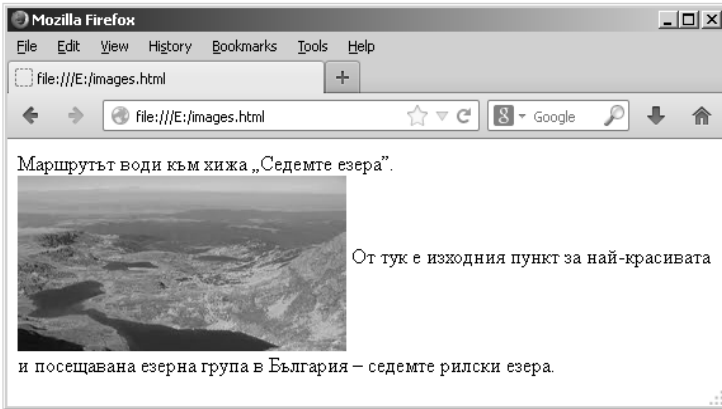 Mozilla Firefox
File Edit View History Bookmarks Tools Help
file:///E:/images.html
file:///E:/images.html
8 Google
Маршрутът води към хижа „Седемте езера”.
От тук е изходния пункт за най-красивата
и посещавана езерна група в България – седемте рилски езера.